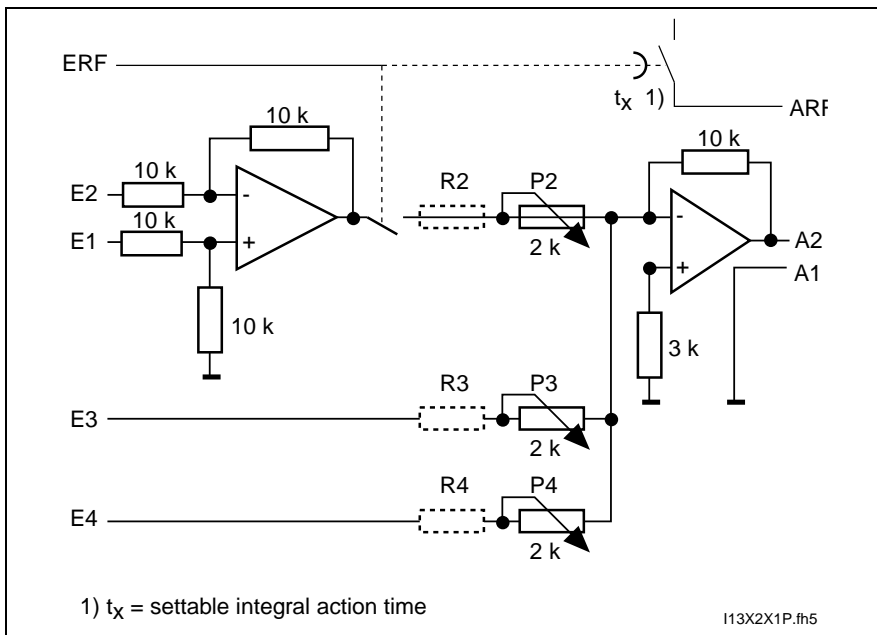 ERF
tx 1)
ARF
10 k
10 k
10 k
R2
P2
10 k
E2
-
-
E1
+
2 k
+
A2
A1
10 k
3 k
R3
P3
E3
2 k
R4
P4
E4
2 k
1) tx = settable integral action time
I13X2X1P.fh5